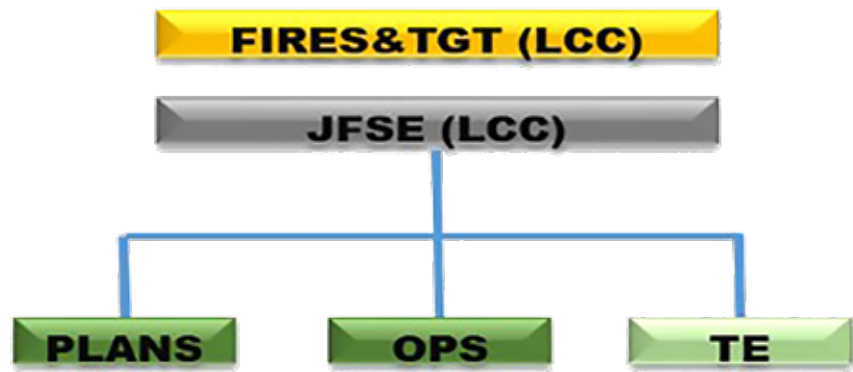 FIRES&TGT (LCC)
JFSE (LCC)
PLANS
OPS
TE